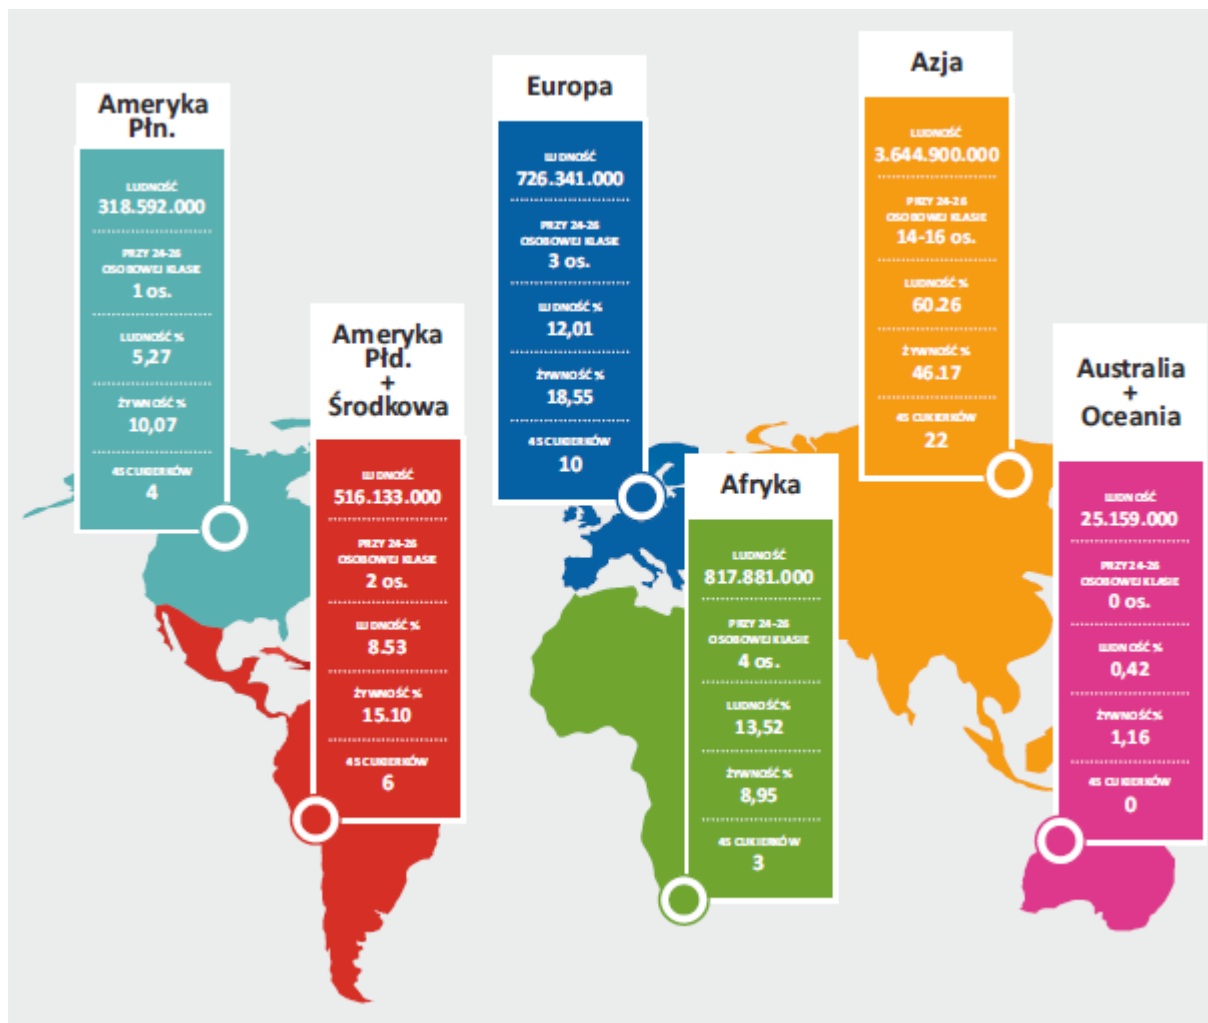 Ameryka
Płn.
LUDNOŚĆ
318.592.000
PRZY 24-26
OSOBOWEJ KLASIE
1 os.
LUDNOŚĆ %
5,27
ŻYWNOŚĆ %
10,07
45 CUKIERKÓW
4
Ameryka
Płd.
+
Środkowa
LUDNOŚĆ
516.133.000
PRZY 24-26
OSOBOWEJ KLASIE
2 os.
LUDNOŚĆ %
8.53
ŻYWNOŚĆ %
15.10
45 CUKIERKÓW
6
Europa
LUDNOŚĆ
726.341.000
PRZY 24-26
OSOBOWEJ KLASIE
3 os.
LUDNOŚĆ %
12,01
ŻYWNOŚĆ %
18,55
45 CUKIERKÓW
10
Afryka
LUDNOŚĆ
817.881.000
PRZY 24-26
OSOBOWEJ KLASIE
4 os.
LUDNOŚĆ %
13,52
ŻYWNOŚĆ %
8,95
45 CUKIERKÓW
3
Azja
LUDNOŚĆ
3.644.900.000
PRZY 24-26
OSOBOWEJ KLASIE
14-16 os.
LUDNOŚĆ %
60.26
ŻYWNOŚĆ %
46.17
45 CUKIERKÓW
22
Australia
+
Oceania
LUDNOŚĆ
25.159.000
PRZY 24-26
OSOBOWEJ KLASIE
0 os.
LUDNOŚĆ %
0,42
ŻYWNOŚĆ %
1,16
45 CUKIERKÓW
0